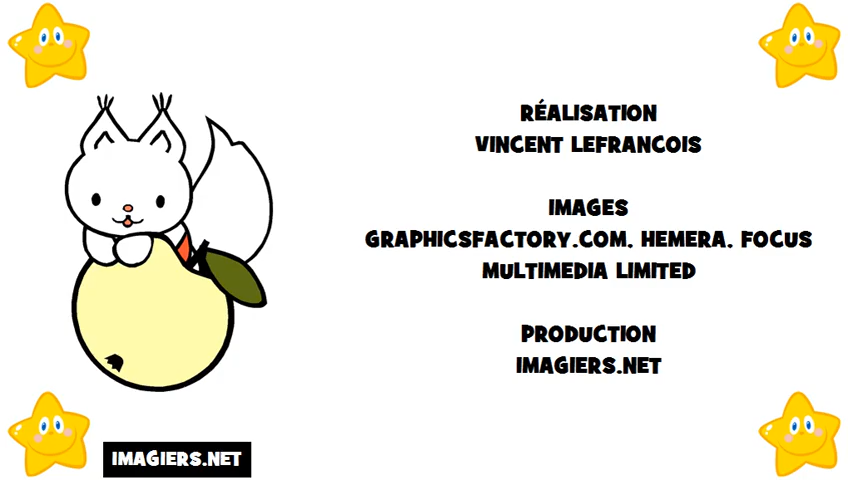 RÉALISATION
VINCENT LEFRANCOIS
IMAGES
GRAPHICSFACTORY.COM, HEMERA, FOCUS
MULTIMEDIA LIMITED
PRODUCTION
IMAGIERS.NET
IMAGIERS.NET